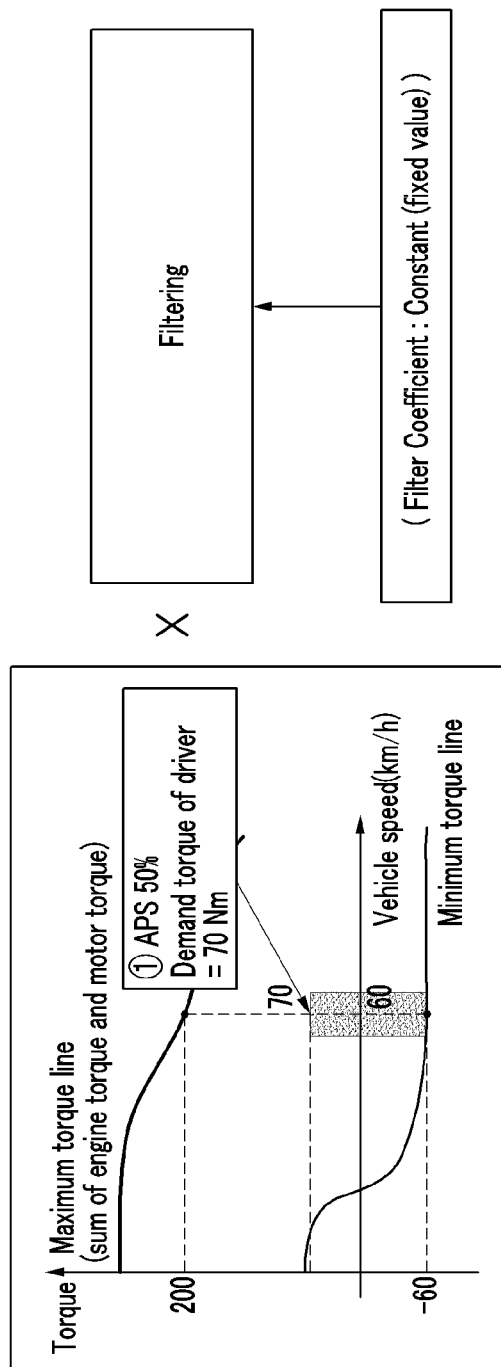 Torque
Maximum torque line
(sum of engine torque and motor torque)
① APS 50%
Demand torque of driver
= 70 Nm
200
70
60
-60
Vehicle speed(km/h)
Minimum torque line
X
Filtering
( Filter Coefficient : Constant (fixed value) )